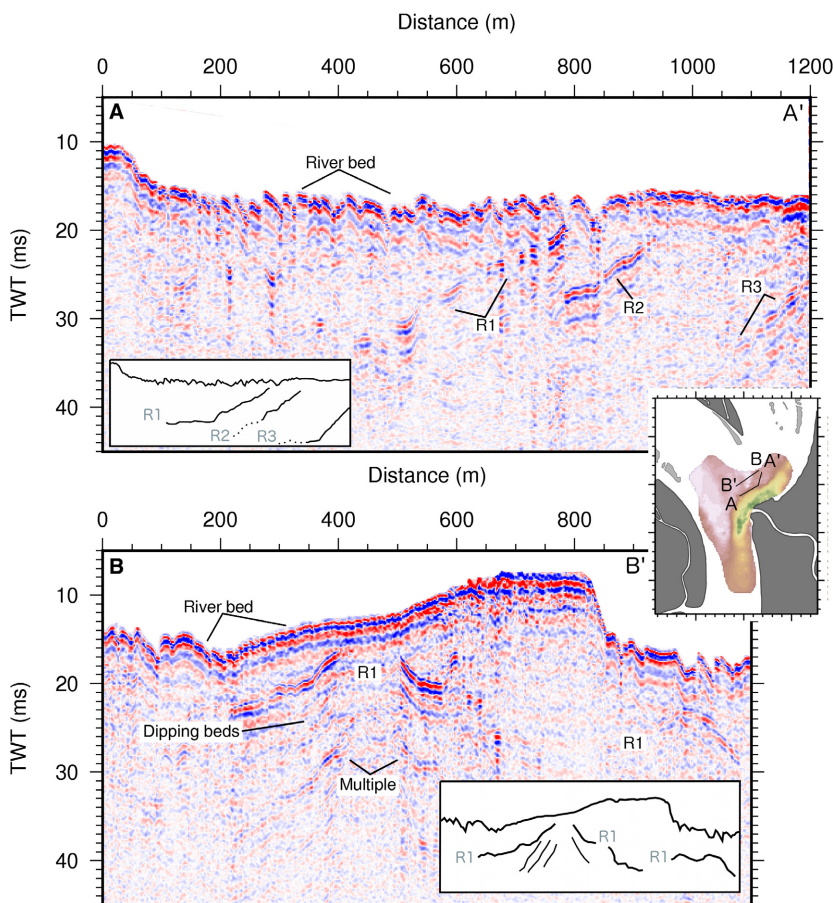 Distance (m)
0 200 400 600 800 1000 1200
A A'
River bed
10
20
30
40
TWT (ms)
R1
R2
R3
R1
R2 R3
B A'
B'
A
Distance (m)
0 200 400 600 800
B B'
River bed
10
20
30
40
TWT (ms)
R1
Dipping beds
R1
Multiple
R1
R1
R1